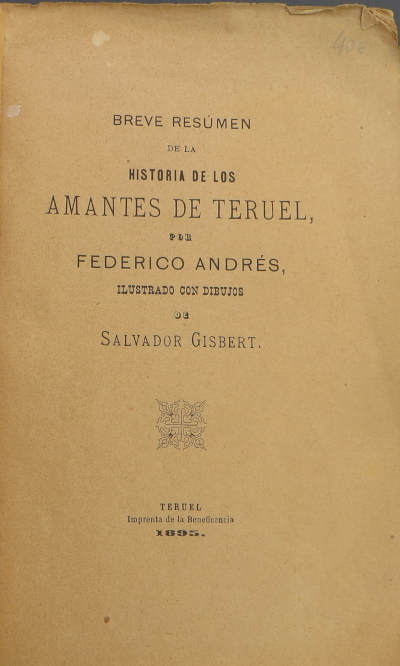 BREVE RESÚMEN
DE LA
HISTORIA DE LOS
AMANTES DE TERUEL,
POR
FEDERICO ANDRÉS,
ILUSTRADO CON DIBUJOS
DE
SALVADOR GISBERT.
TERUEL
Imprenta de la Beneficencia
1895.